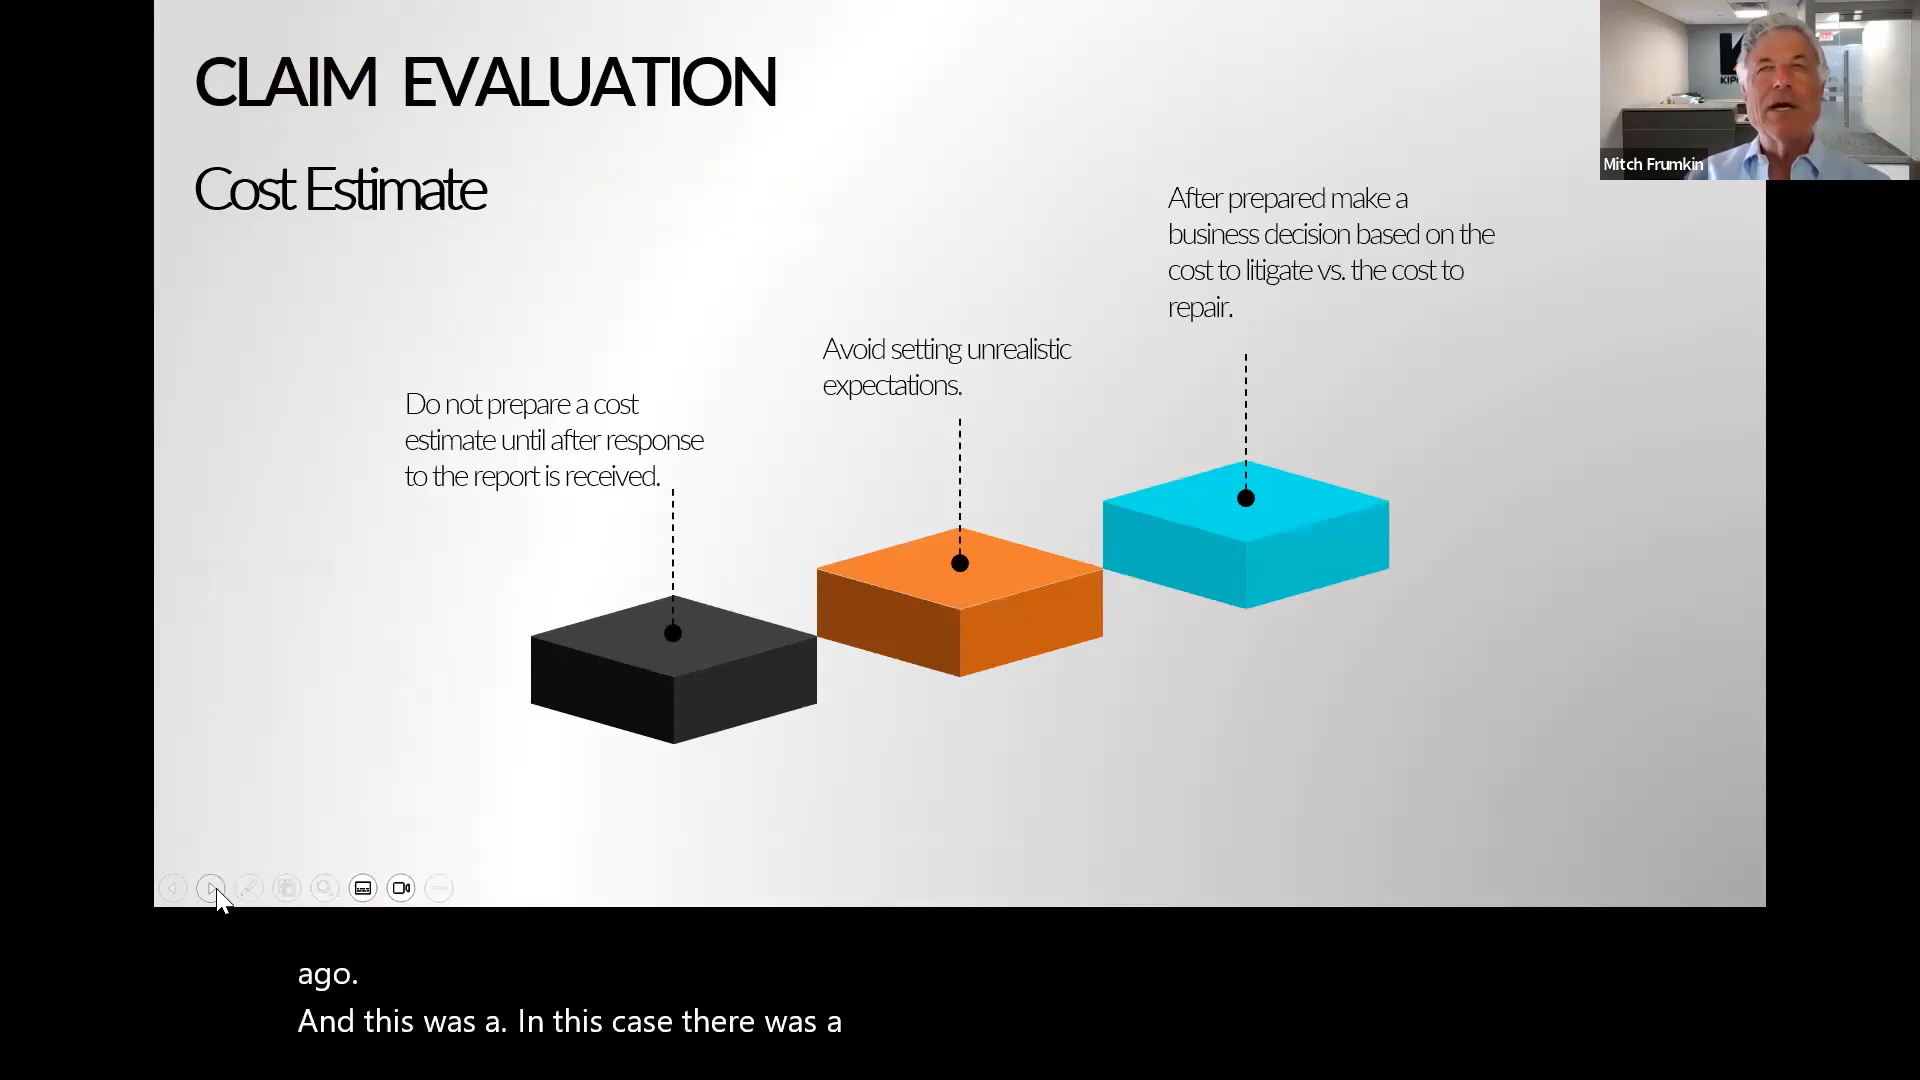 CLAIM EVALUATION
Cost Estimate
After prepared make a
business decision based on the
cost to litigate vs. the cost to
repair.
Avoid setting unrealistic
expectations.
Do not prepare a cost
estimate until after response
to the report is received.
Mitch Frumkin
ago.
And this was a. In this case there was a